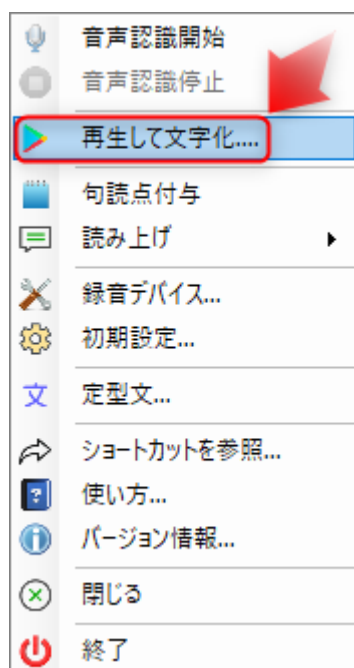 音声認識開始
音声認識停止
再生して文字化....
句読点付与
読み上げ
録音デバイス...
初期設定...
文 定型文...
ショートカットを参照...
? 使い方...
i バージョン情報...
閉じる
終了